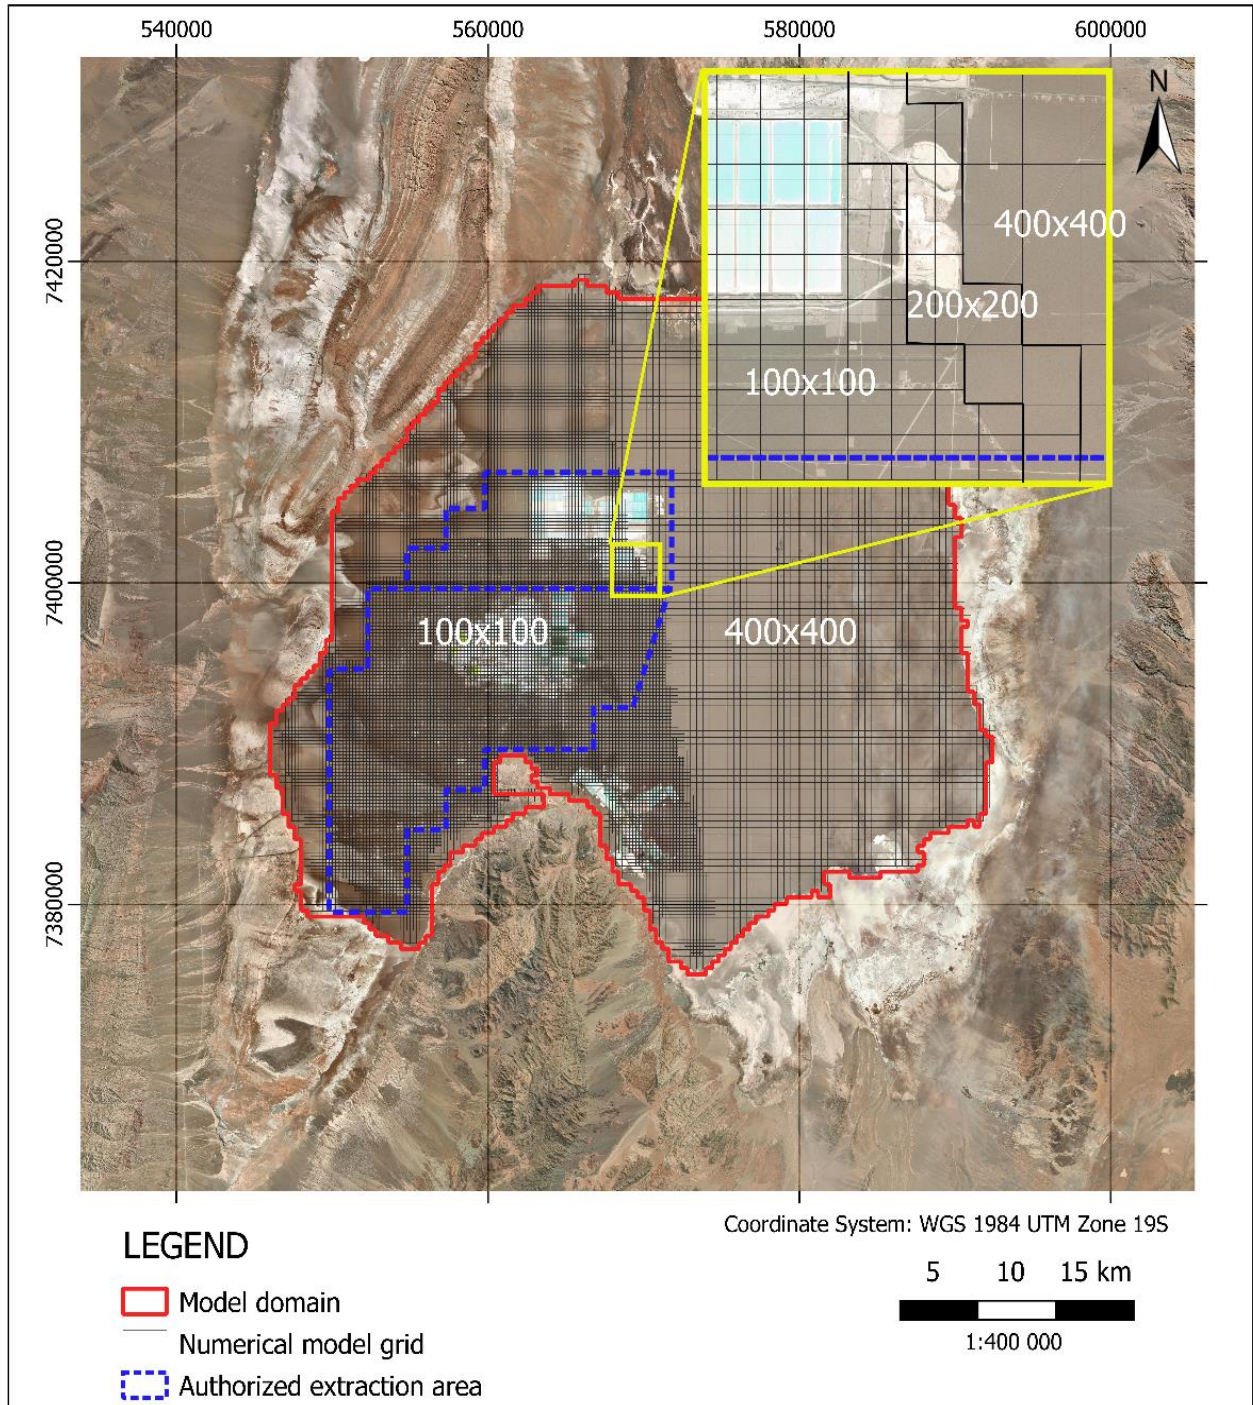 540000 560000 580000 600000
N
7420000
400x400
200x200
100x100
7400000
100x100 400x400
7380000
Coordinate System: WGS 1984 UTM Zone 19S
LEGEND
5 10 15 km
Model domain
Numerical model grid
1:400 000
Authorized extraction area